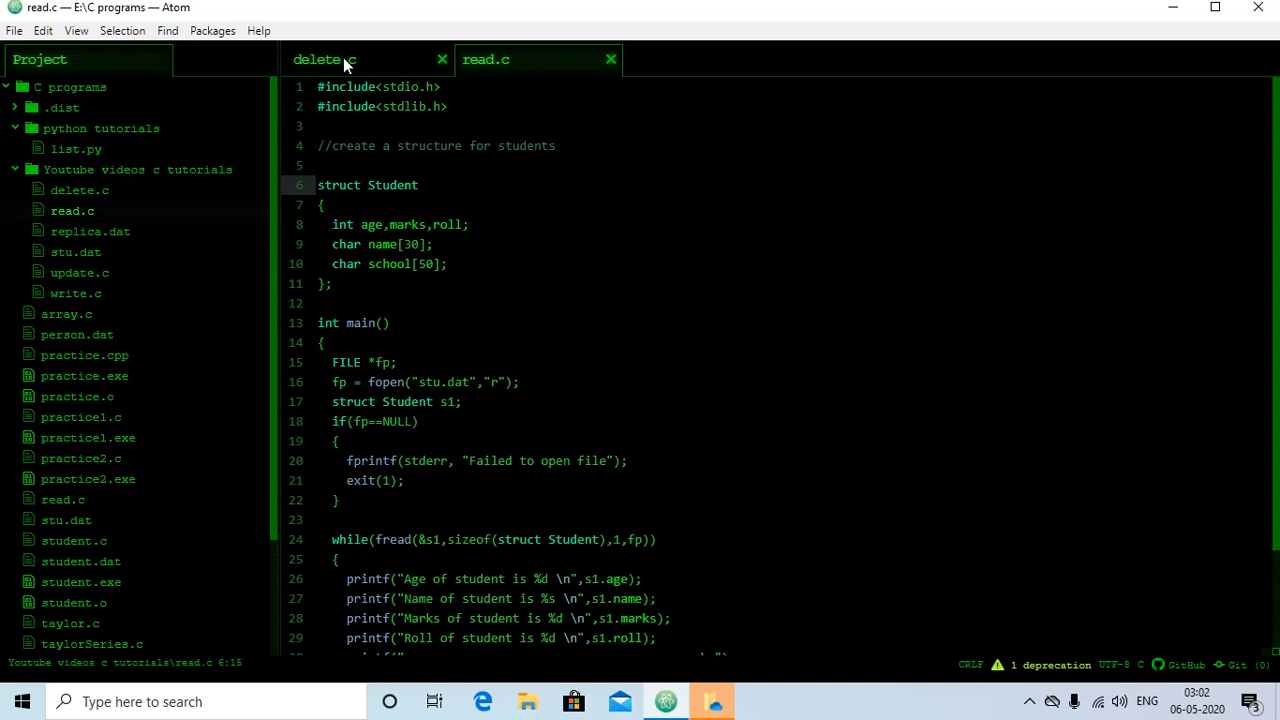 read.c — E:\C programs — Atom
File Edit View Selection Find Packages Help
Project
delete.c
read.c
C programs
.dist
python tutorials
list.py
Youtube videos c tutorials
delete.c
read.c
replica.dat
stu.dat
update.c
write.c
array.c
person.dat
practice.cpp
practice.exe
practice.o
practice1.c
practice1.exe
practice2.c
practice2.exe
read.c
stu.dat
student.c
student.dat
student.exe
student.o
taylor.c
taylorSeries.c
1 #include<stdio.h>
2 #include<stdlib.h>
3
4 //create a structure for students
5
6 struct Student
7 {
8 int age,marks,roll;
9 char name[30];
10 char school[50];
11 };
12
13 int main()
14 {
15 FILE *fp;
16 fp = fopen("stu.dat","r");
17 struct Student s1;
18 if(fp==NULL)
19 {
20 fprintf(stderr, "Failed to open file");
21 exit(1);
22 }
23
24 while(fread(&s1,sizeof(struct Student),1,fp))
25 {
26 printf("Age of student is %d \n",s1.age);
27 printf("Name of student is %s \n",s1.name);
28 printf("Marks of student is %d \n",s1.marks);
29 printf("Roll of student is %d \n",s1.roll);
Youtube videos c tutorials\read.c 6:15
CRLF 1 deprecation UTF-8 C GitHub Git (0)
Type here to search
ENG
03:02
06-05-2020
3